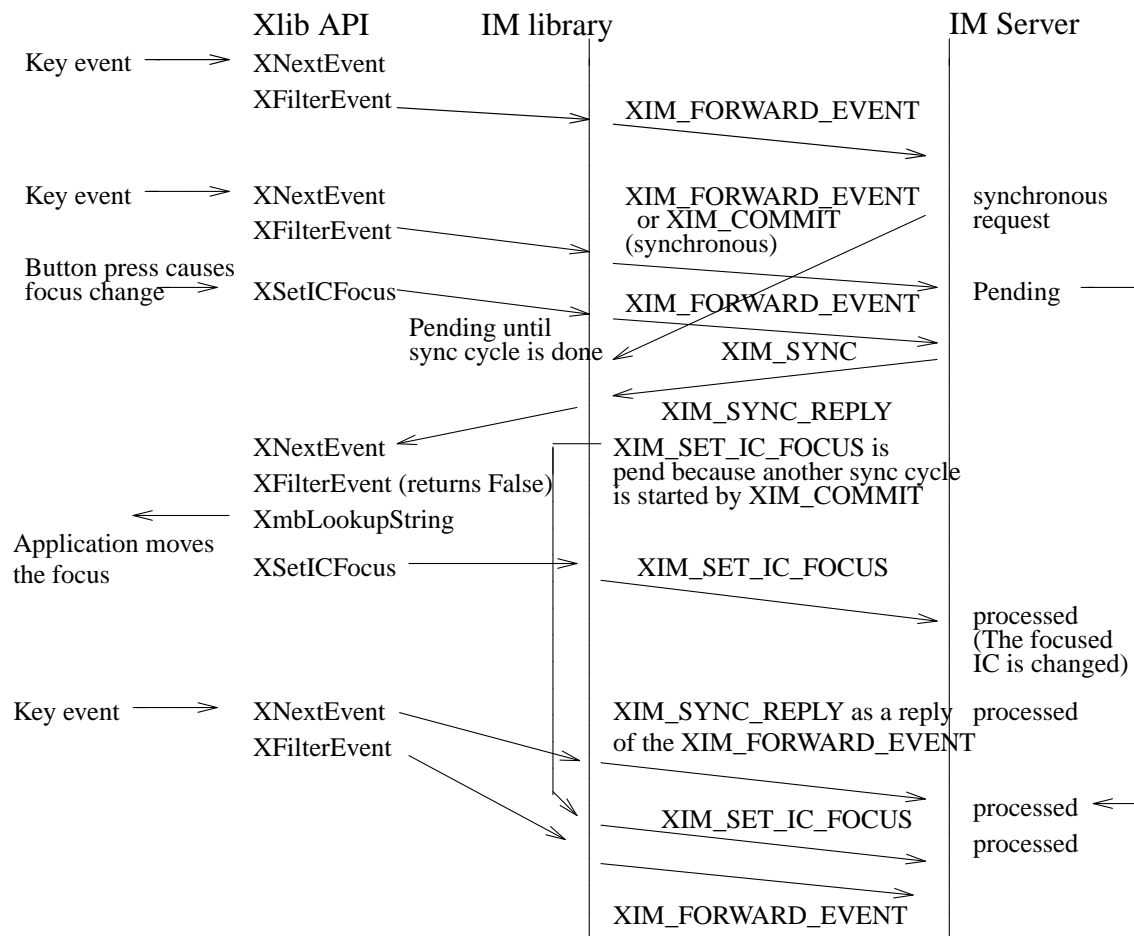 Xlib API
IM library
IM Server
Key event
XNextEvent
XFilterEvent
XIM_FORWARD_EVENT
Key event
XNextEvent
XFilterEvent
XIM_FORWARD_EVENT
or XIM_COMMIT
(synchronous)
synchronous
request
Button press causes
focus change
XSetICFocus
XIM_FORWARD_EVENT
Pending
Pending until
sync cycle is done
XIM_SYNC
XIM_SYNC_REPLY
XNextEvent
XFilterEvent (returns False)
XmbLookupString
XIM_SET_IC_FOCUS is
pend because another sync cycle
is started by XIM_COMMIT
Application moves
the focus
XSetICFocus
XIM_SET_IC_FOCUS
processed
(The focused
IC is changed)
Key event
XNextEvent
XFilterEvent
XIM_SYNC_REPLY as a reply
of the XIM_FORWARD_EVENT
processed
processed
XIM_SET_IC_FOCUS
processed
XIM_FORWARD_EVENT